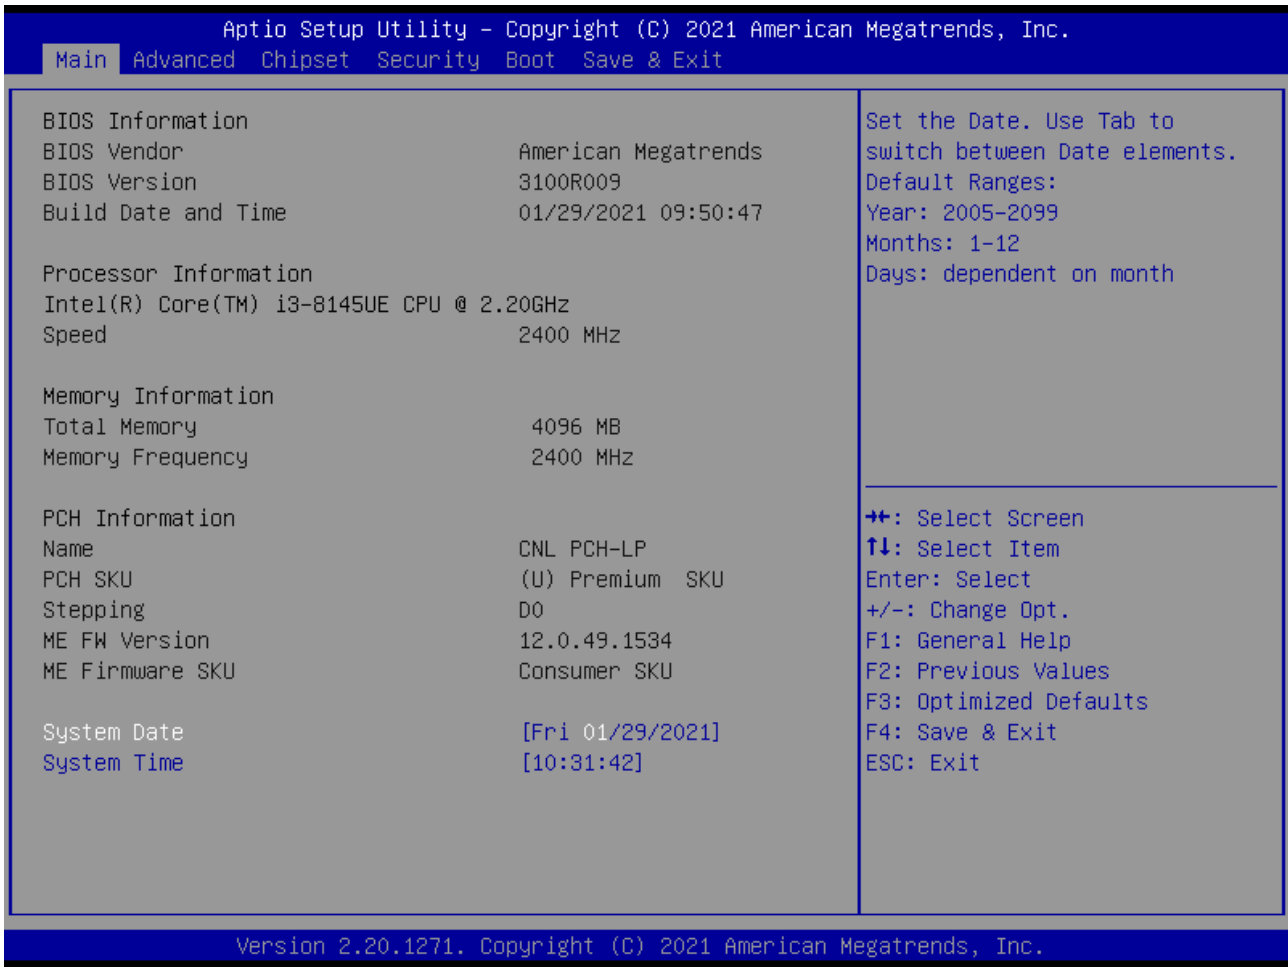 Aptio Setup Utility – Copyright (C) 2021 American Megatrends, Inc.
Main Advanced Chipset Security Boot Save & Exit
BIOS Information
BIOS Vendor American Megatrends
BIOS Version 3100R009
Build Date and Time 01/29/2021 09:50:47
Processor Information
Intel(R) Core(TM) i3-8145UE CPU @ 2.20GHz
Speed 2400 MHz
Memory Information
Total Memory 4096 MB
Memory Frequency 2400 MHz
PCH Information
Name CNL PCH-LP
PCH SKU (U) Premium SKU
Stepping D0
ME FW Version 12.0.49.1534
ME Firmware SKU Consumer SKU
System Date [Fri 01/29/2021]
System Time [10:31:42]
Set the Date. Use Tab to
switch between Date elements.
Default Ranges:
Year: 2005-2099
Months: 1-12
Days: dependent on month
→←: Select Screen
↑↓: Select Item
Enter: Select
+/-: Change Opt.
F1: General Help
F2: Previous Values
F3: Optimized Defaults
F4: Save & Exit
ESC: Exit
Version 2.20.1271. Copyright (C) 2021 American Megatrends, Inc.